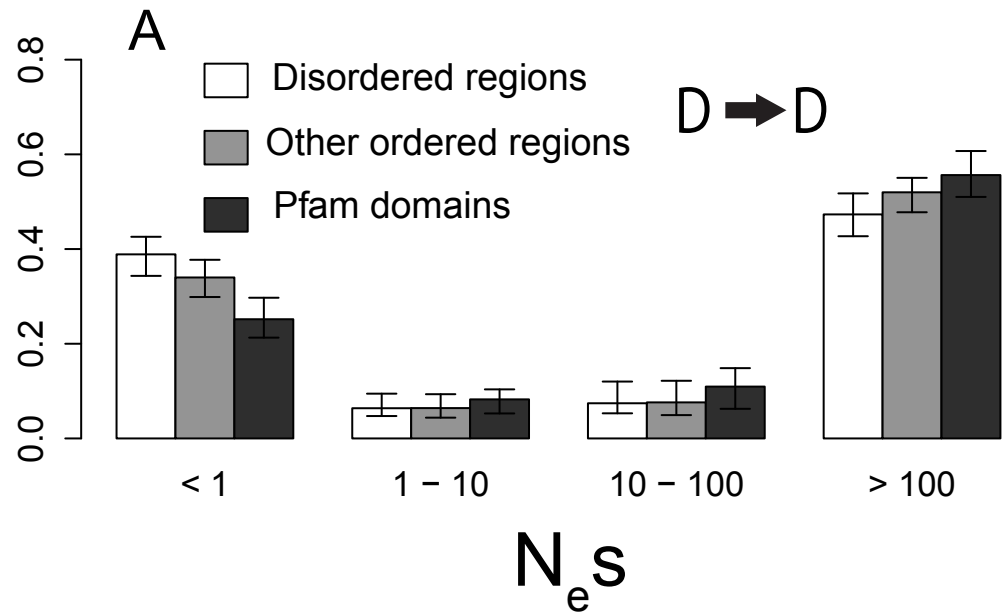 A
Disordered regions
Other ordered regions
Pfam domains
D ➡ D
0.8
0.6
0.4
0.2
0.0
< 1
1 − 10
10 − 100
> 100
Nes